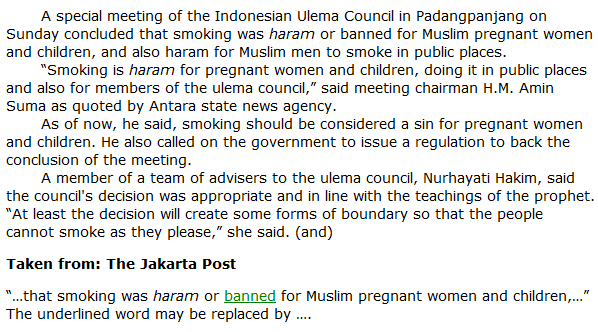 A special meeting of the Indonesian Ulema Council in Padangpanjang on
Sunday concluded that smoking was haram or banned for Muslim pregnant women
and children, and also haram for Muslim men to smoke in public places.
“Smoking is haram for pregnant women and children, doing it in public places
and also for members of the ulema council,” said meeting chairman H.M. Amin
Suma as quoted by Antara state news agency.
As of now, he said, smoking should be considered a sin for pregnant women
and children. He also called on the government to issue a regulation to back the
conclusion of the meeting.
A member of a team of advisers to the ulema council, Nurhayati Hakim, said
the council's decision was appropriate and in line with the teachings of the prophet.
“At least the decision will create some forms of boundary so that the people
cannot smoke as they please,” she said. (and)
Taken from: The Jakarta Post
“…that smoking was haram or banned for Muslim pregnant women and children,…”
The underlined word may be replaced by ….